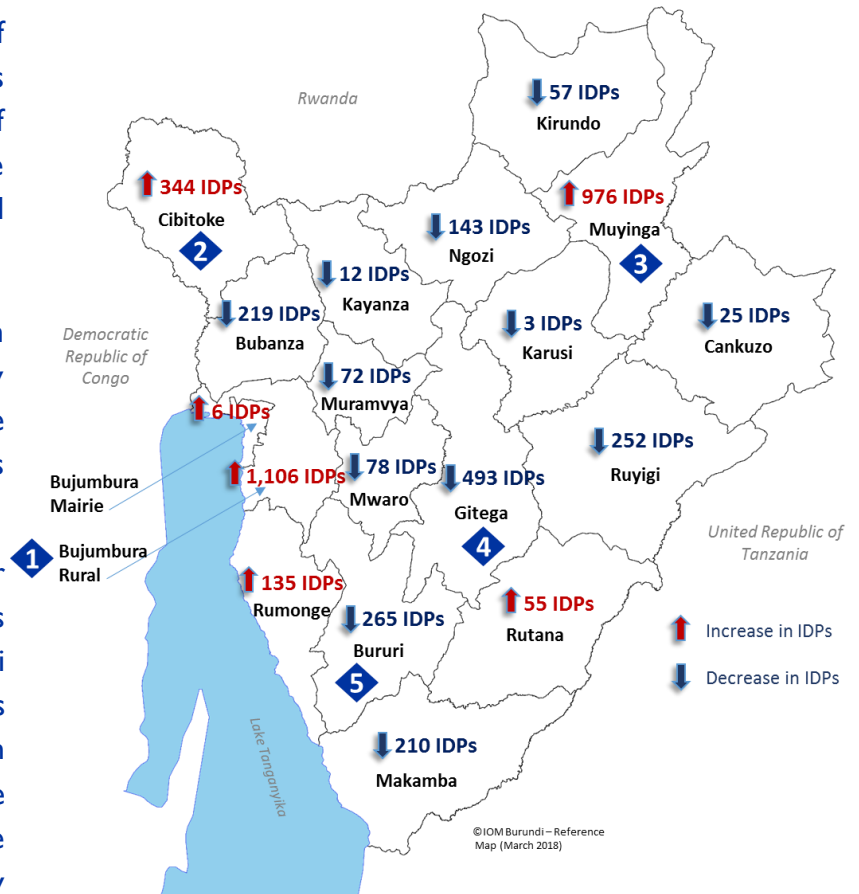 Rwanda
57 IDPs
Kirundo
344 IDPs
Cibitoke
2
976 IDPs
Muyinga
3
143 IDPs
Ngozi
12 IDPs
Kayanza
219 IDPs
Bubanza
3 IDPs
Karusi
25 IDPs
Cankuzo
Democratic
Republic of
Congo
72 IDPs
Muramvya
6 IDPs
1,106 IDPs
Bujumbura
Mairie
1
Bujumbura
Rural
78 IDPs
Mwaro
493 IDPs
Gitega
4
252 IDPs
Ruyigi
United Republic of
Tanzania
135 IDPs
Rumonge
265 IDPs
Bururi
5
55 IDPs
Rutana
Increase in IDPs
Decrease in IDPs
210 IDPs
Makamba
Lake Tanganyika
©IOM Burundi – Reference
Map (March 2018)